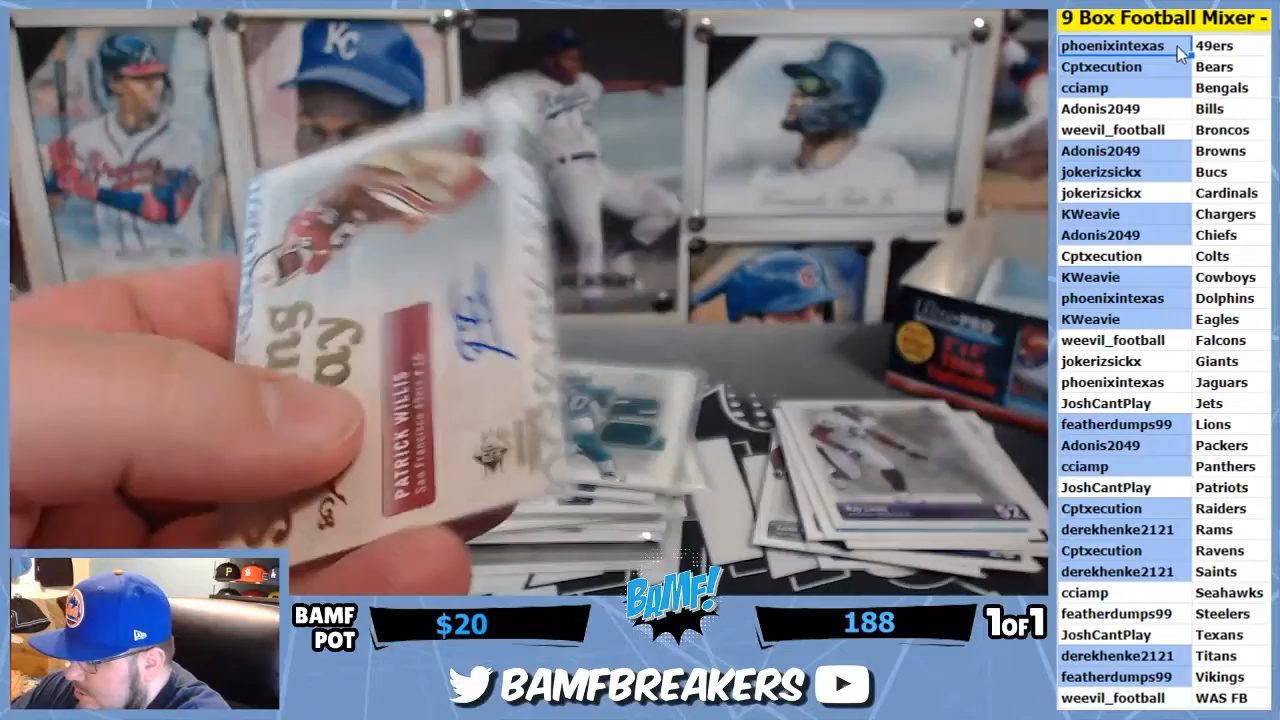 9 Box Football Mixer -
phoenixintexas 49ers
Cptxecution Bears
cciamp Bengals
Adonis2049 Bills
weevil_football Broncos
Adonis2049 Browns
jokerizsickx Bucs
jokerizsickx Cardinals
KWeavie Chargers
Adonis2049 Chiefs
Cptxecution Colts
KWeavie Cowboys
phoenixintexas Dolphins
KWeavie Eagles
weevil_football Falcons
jokerizsickx Giants
phoenixintexas Jaguars
JoshCantPlay Jets
featherdumps99 Lions
Adonis2049 Packers
cciamp Panthers
JoshCantPlay Patriots
Cptxecution Raiders
derekhenke2121 Rams
Cptxecution Ravens
derekhenke2121 Saints
cciamp Seahawks
featherdumps99 Steelers
JoshCantPlay Texans
derekhenke2121 Titans
featherdumps99 Vikings
weevil_football WAS FB
KC
PATRICK WILLIS
San Francisco 49ers
Ray Lewis
52
P
BAMF POT
$20
BAMF!
188
1OF1
BAMFBREAKERS